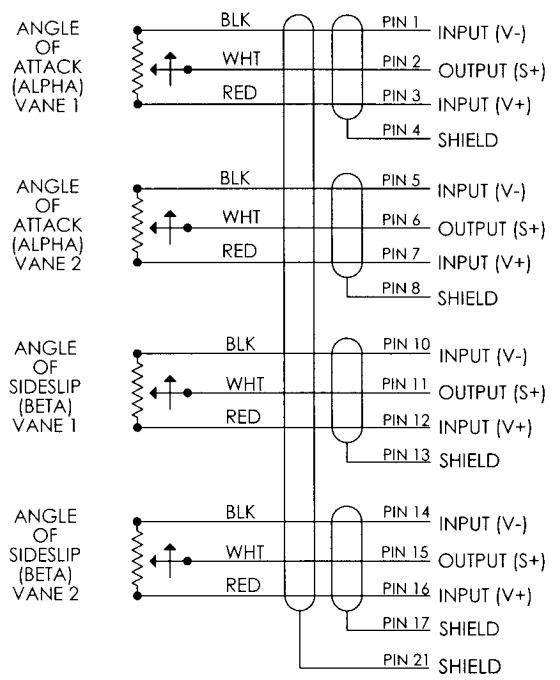 ANGLE
OF
ATTACK
(ALPHA)
VANE 1
BLK PIN 1 INPUT (V-)
WHT PIN 2 OUTPUT (S+)
RED PIN 3 INPUT (V+)
PIN 4 SHIELD
ANGLE
OF
ATTACK
(ALPHA)
VANE 2
BLK PIN 5 INPUT (V-)
WHT PIN 6 OUTPUT (S+)
RED PIN 7 INPUT (V+)
PIN 8 SHIELD
ANGLE
OF
SIDESLIP
(BETA)
VANE 1
BLK PIN 10 INPUT (V-)
WHT PIN 11 OUTPUT (S+)
RED PIN 12 INPUT (V+)
PIN 13 SHIELD
ANGLE
OF
SIDESLIP
(BETA)
VANE 2
BLK PIN 14 INPUT (V-)
WHT PIN 15 OUTPUT (S+)
RED PIN 16 INPUT (V+)
PIN 17 SHIELD
PIN 21 SHIELD